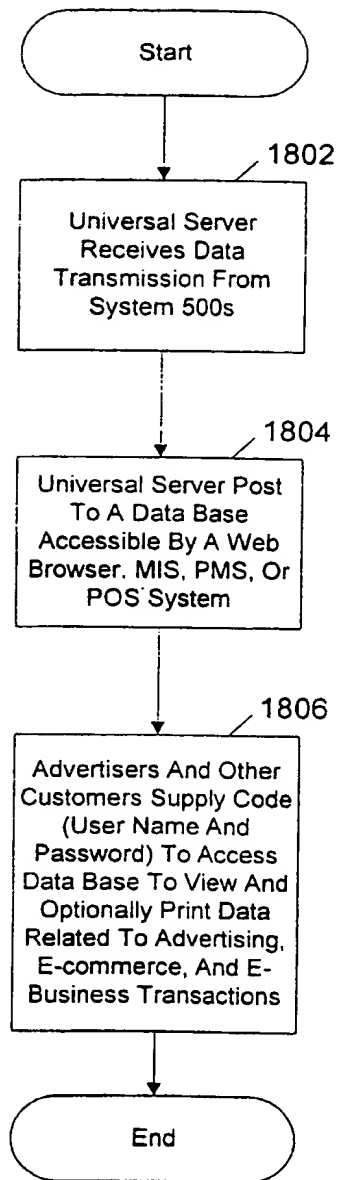 Start
1802
Universal Server
Receives Data
Transmission From
System 500s
1804
Universal Server Post
To A Data Base
Accessible By A Web
Browser. MIS, PMS, Or
POS System
1806
Advertisers And Other
Customers Supply Code
(User Name And
Password) To Access
Data Base To View And
Optionally Print Data
Related To Advertising,
E-commerce, And E-
Business Transactions
End